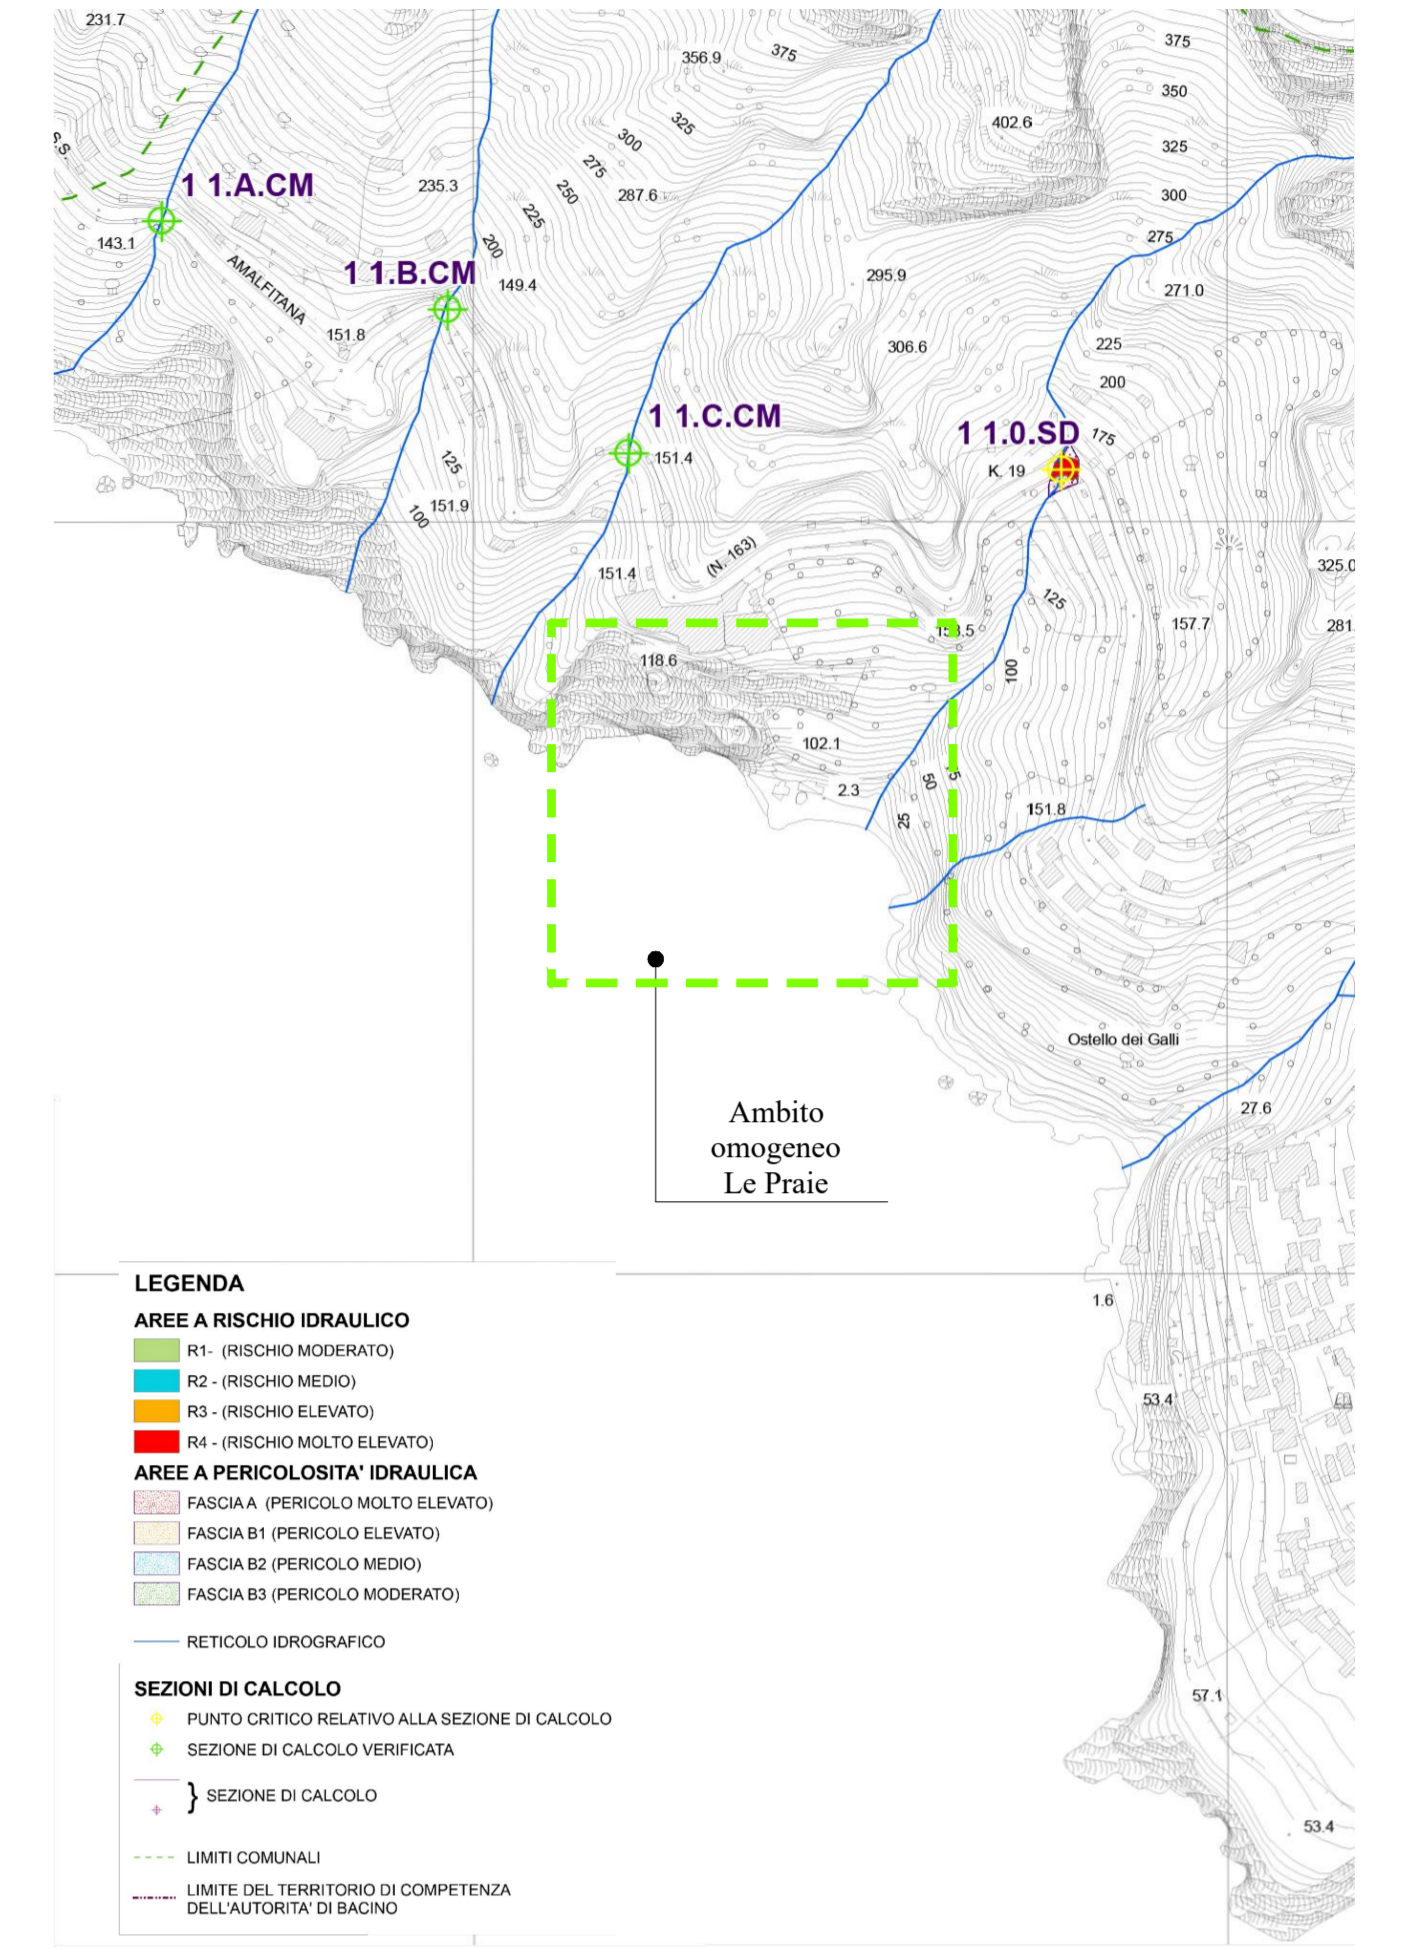 231.7
356.9
375
375
350
402.6
325
300
325
275
287.6
250
225
300
S.S.
1 1.A.CM
235.3
143.1
200
275
AMALFITANA
1 1.B.CM
149.4
295.9
271.0
151.8
306.6
225
200
1 1.C.CM
1 1.0.SD
175
151.4
K. 19
125
151.9
100
(N. 163)
151.4
325.0
125
157.7
281.
153.5
118.6
100
102.1
2.3
50
75
25
151.8
Ostello dei Galli
27.6
Ambito
omogeneo
Le Praie
1.6
53.4
57.1
53.4
LEGENDA
AREE A RISCHIO IDRAULICO
R1- (RISCHIO MODERATO)
R2 - (RISCHIO MEDIO)
R3 - (RISCHIO ELEVATO)
R4 - (RISCHIO MOLTO ELEVATO)
AREE A PERICOLOSITA' IDRAULICA
FASCIA A (PERICOLO MOLTO ELEVATO)
FASCIA B1 (PERICOLO ELEVATO)
FASCIA B2 (PERICOLO MEDIO)
FASCIA B3 (PERICOLO MODERATO)
RETICOLO IDROGRAFICO
SEZIONI DI CALCOLO
PUNTO CRITICO RELATIVO ALLA SEZIONE DI CALCOLO
SEZIONE DI CALCOLO VERIFICATA
} SEZIONE DI CALCOLO
LIMITI COMUNALI
LIMITE DEL TERRITORIO DI COMPETENZA
DELL'AUTORITA' DI BACINO